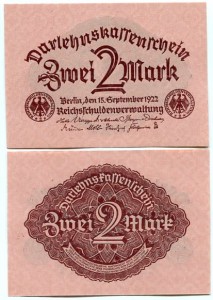 Darlehnskassenschein
Zwei 2 Mark
Berlin, den 15. September 1922
Reichsschuldenverwaltung
Darlehnskassenschein
Zwei 2 Mark